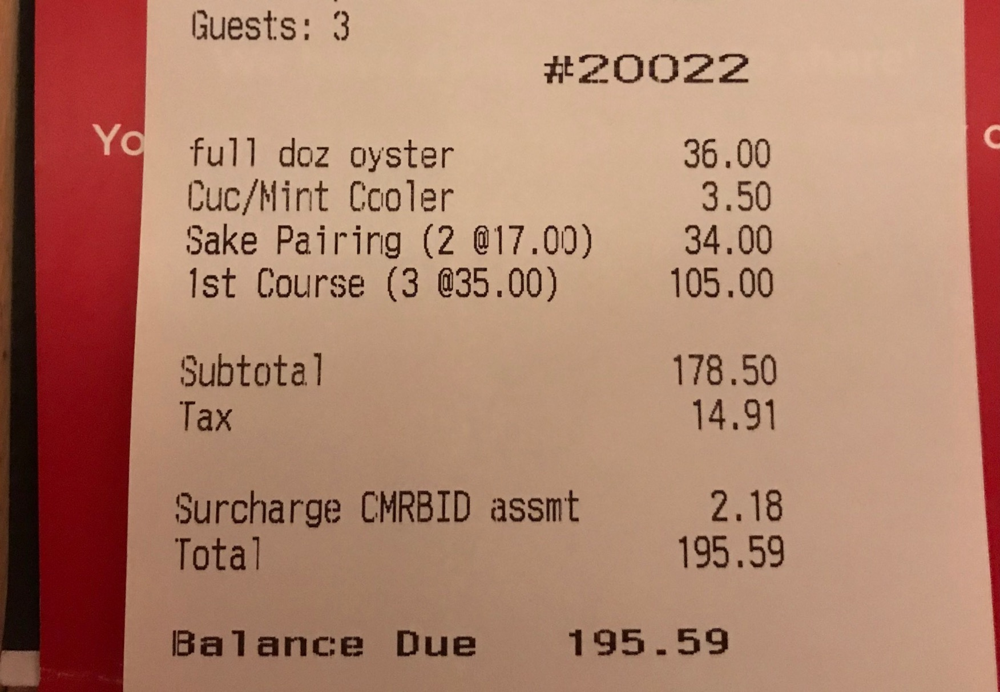 Guests: 3
#20022
Yo
full doz oyster 36.00
Cuc/Mint Cooler 3.50
Sake Pairing (2 @17.00) 34.00
1st Course (3 @35.00) 105.00
Subtotal 178.50
Tax 14.91
Surcharge CMRBID assmt 2.18
Total 195.59
Balance Due 195.59